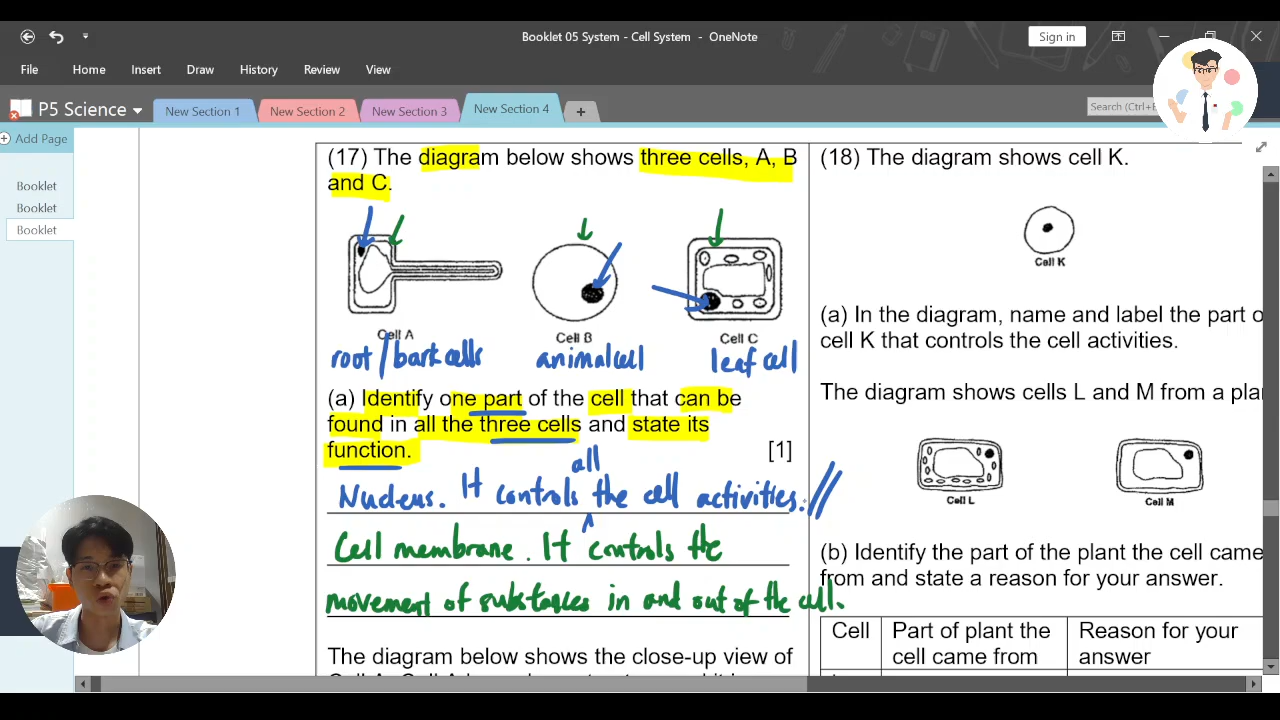 Booklet 05 System - Cell System - OneNote
Sign in
File Home Insert Draw History Review View
P5 Science
New Section 1
New Section 2
New Section 3
New Section 4
Search (Ctrl+E
Add Page
Booklet
Booklet
Booklet
(17) The diagram below shows three cells, A, B
and C.
Cell A
Cell B
Cell C
root / bark cells
animal cell
leaf cell
(a) Identify one part of the cell that can be
found in all the three cells and state its
function.
[1]
all
Nucleus. It controls the cell activities.
Cell membrane. It controls the
movement of substances in and out of the cell.
The diagram below shows the close-up view of
(18) The diagram shows cell K.
Cell K
(a) In the diagram, name and label the part o
cell K that controls the cell activities.
The diagram shows cells L and M from a plan
Cell L
Cell M
(b) Identify the part of the plant the cell came
from and state a reason for your answer.
Cell
Part of plant the
cell came from
Reason for your
answer